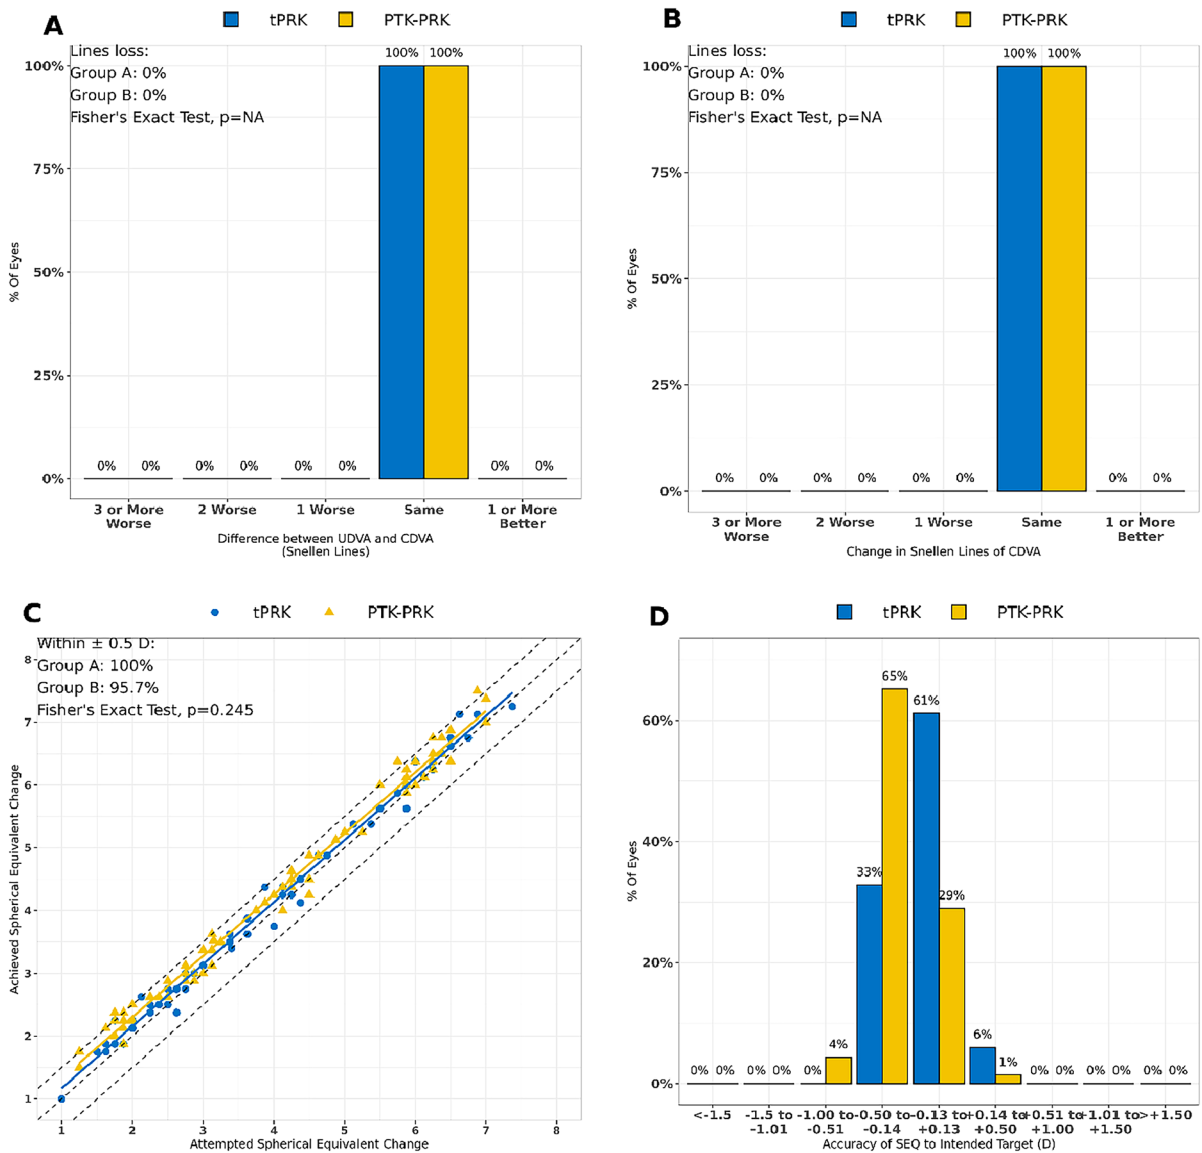 A
tPRK PTK-PRK
Lines loss:
Group A: 0%
Group B: 0%
Fisher's Exact Test, p=NA
100% 100%
100%
75%
50%
25%
0%
% Of Eyes
0% 0% 0% 0% 0% 0% 0% 0%
3 or More Worse
2 Worse
1 Worse
Same
1 or More Better
Difference between UDVA and CDVA
(Snellen Lines)
B
tPRK PTK-PRK
Lines loss:
Group A: 0%
Group B: 0%
Fisher's Exact Test, p=NA
100% 100%
100%
75%
50%
25%
0%
% Of Eyes
0% 0% 0% 0% 0% 0% 0% 0%
3 or More Worse
2 Worse
1 Worse
Same
1 or More Better
Change in Snellen Lines of CDVA
C
tPRK PTK-PRK
Within ± 0.5 D:
Group A: 100%
Group B: 95.7%
Fisher's Exact Test, p=0.245
8
7
6
5
4
3
2
1
Achieved Spherical Equivalent Change
1 2 3 4 5 6 7 8
Attempted Spherical Equivalent Change
D
tPRK PTK-PRK
60%
40%
20%
0%
% Of Eyes
0% 0% 0% 0% 0% 4% 33% 65% 61% 29% 6% 1% 0% 0% 0% 0% 0% 0%
<-1.5
-1.5 to -1.01
-1.00 to -0.51
-0.50 to -0.14
-0.13 to +0.13
+0.14 to +0.50
+0.51 to +1.00
+1.01 to +1.50
>+1.50
Accuracy of SEQ to Intended Target (D)